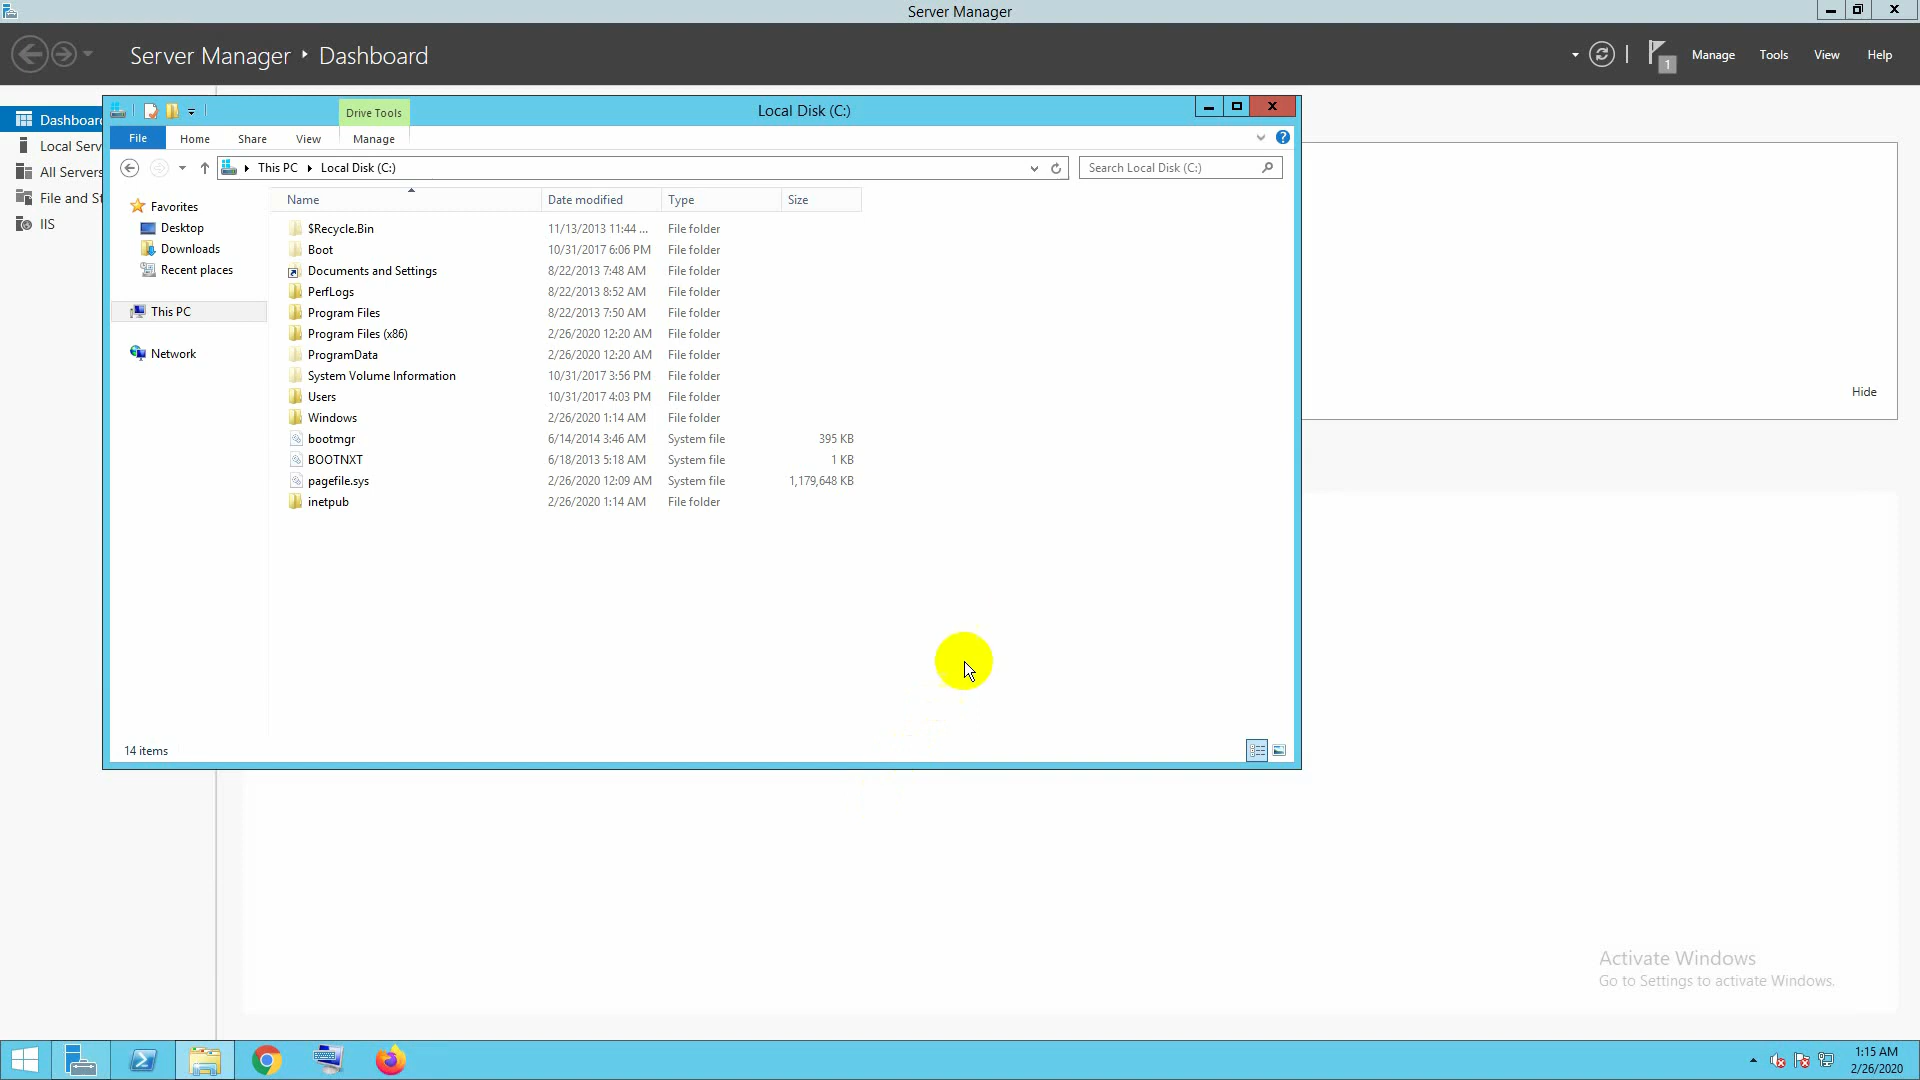 Server Manager
Server Manager Dashboard
1
Manage Tools View Help
Dashboard
Local Serv
All Servers
File and St
IIS
Drive Tools
Local Disk (C:)
File Home Share View Manage
This PC Local Disk (C:)
Search Local Disk (C:)
Favorites
Desktop
Downloads
Recent places
This PC
Network
Name Date modified Type Size
$Recycle.Bin 11/13/2013 11:44 ... File folder
Boot 10/31/2017 6:06 PM File folder
Documents and Settings 8/22/2013 7:48 AM File folder
PerfLogs 8/22/2013 8:52 AM File folder
Program Files 8/22/2013 7:50 AM File folder
Program Files (x86) 2/26/2020 12:20 AM File folder
ProgramData 2/26/2020 12:20 AM File folder
System Volume Information 10/31/2017 3:56 PM File folder
Users 10/31/2017 4:03 PM File folder
Windows 2/26/2020 1:14 AM File folder
bootmgr 6/14/2014 3:46 AM System file 395 KB
BOOTNXT 6/18/2013 5:18 AM System file 1 KB
pagefile.sys 2/26/2020 12:09 AM System file 1,179,648 KB
inetpub 2/26/2020 1:14 AM File folder
14 items
Hide
Activate Windows
Go to Settings to activate Windows.
1:15 AM
2/26/2020